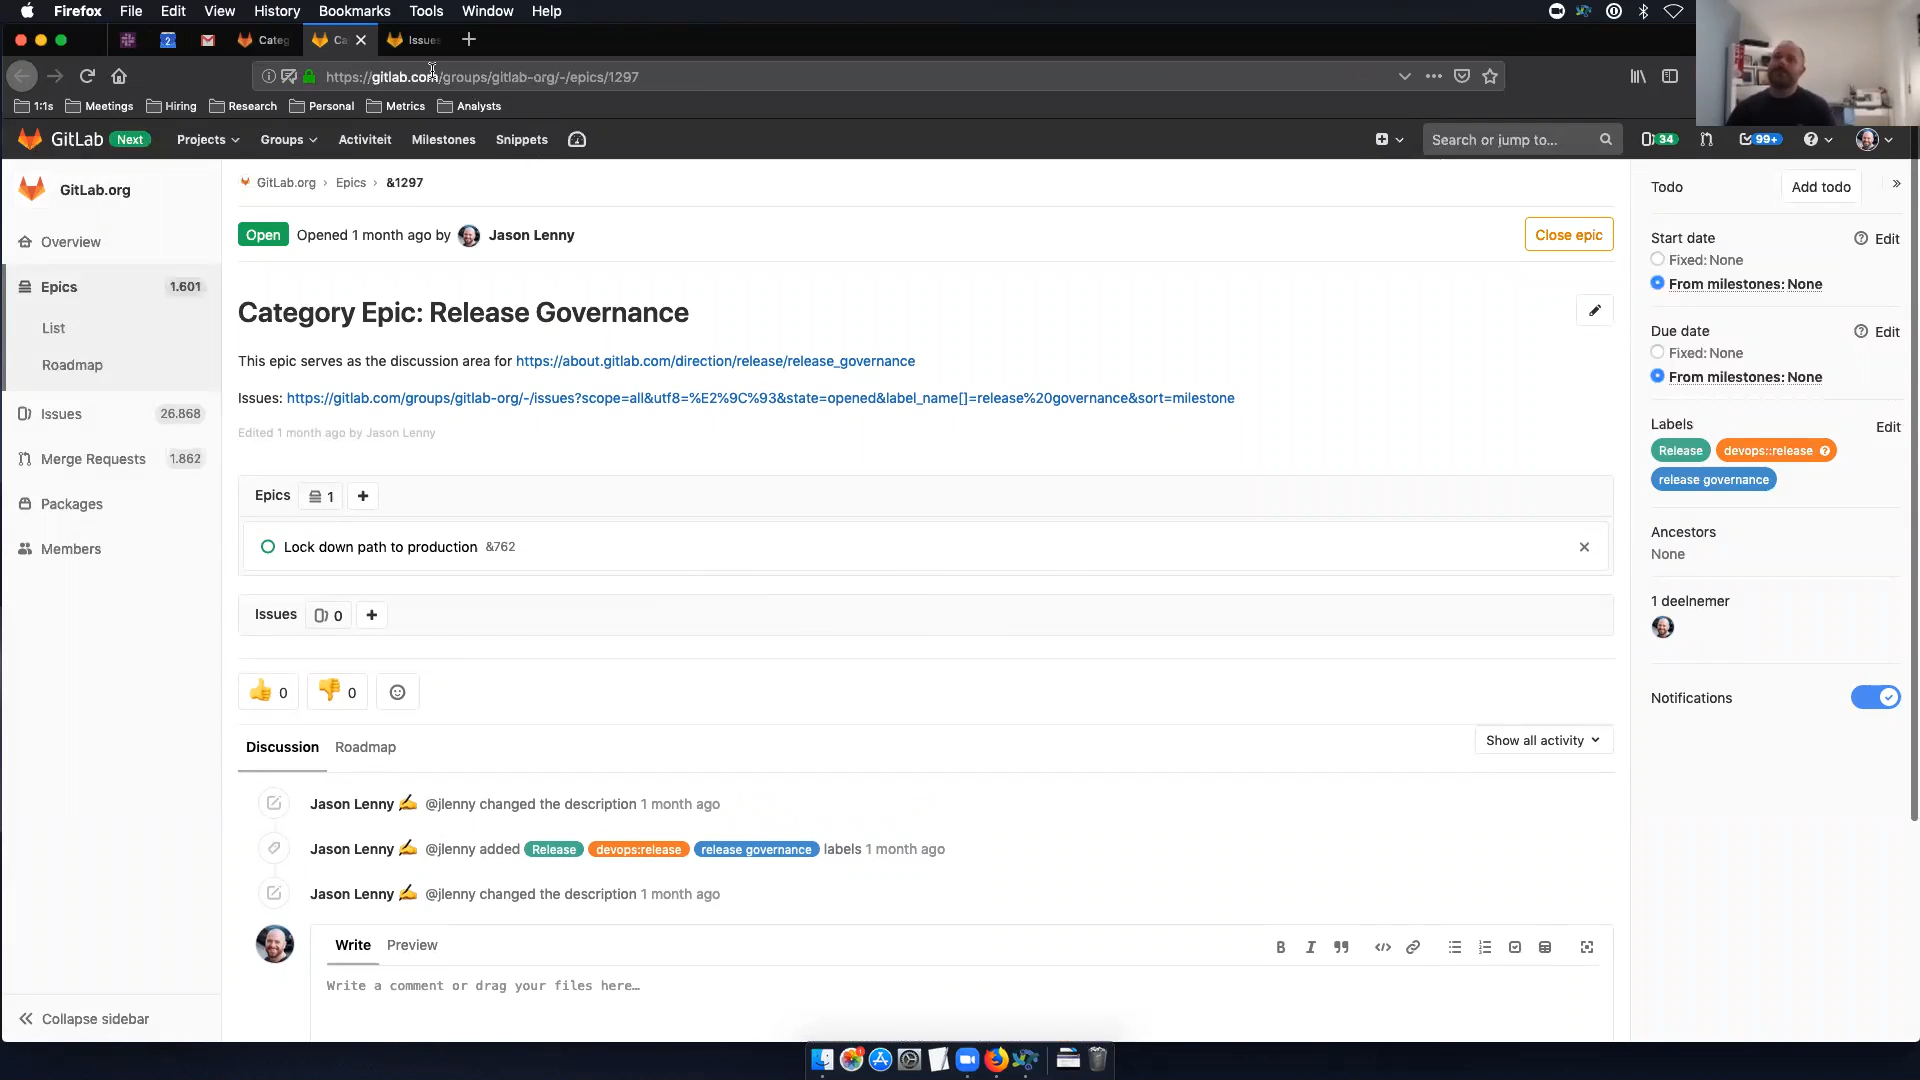 Firefox File Edit View History Bookmarks Tools Window Help
2 Categ Ca Issues
https://gitlab.com/groups/gitlab-org/-/epics/1297
1:1s Meetings Hiring Research Personal Metrics Analysts
GitLab Next Projects Groups Activiteit Milestones Snippets Search or jump to... 34 99+
GitLab.org
Overview
Epics 1.601
List
Roadmap
Issues 26.868
Merge Requests 1.862
Packages
Members
Collapse sidebar
GitLab.org › Epics › &1297
Open Opened 1 month ago by Jason Lenny Close epic
Category Epic: Release Governance
This epic serves as the discussion area for https://about.gitlab.com/direction/release/release_governance
Issues: https://gitlab.com/groups/gitlab-org/-/issues?scope=all&utf8=%E2%9C%93&state=opened&label_name[]=release%20governance&sort=milestone
Edited 1 month ago by Jason Lenny
Epics 1
Lock down path to production &762
Issues 0
👍 0 👎 0
Discussion Roadmap Show all activity
Jason Lenny ✍ @jlenny changed the description 1 month ago
Jason Lenny ✍ @jlenny added Release devops:release release governance labels 1 month ago
Jason Lenny ✍ @jlenny changed the description 1 month ago
Write Preview
Write a comment or drag your files here…
Todo Add todo
Start date Edit
Fixed: None
From milestones: None
Due date Edit
Fixed: None
From milestones: None
Labels Edit
Release devops::release
release governance
Ancestors
None
1 deelnemer
Notifications